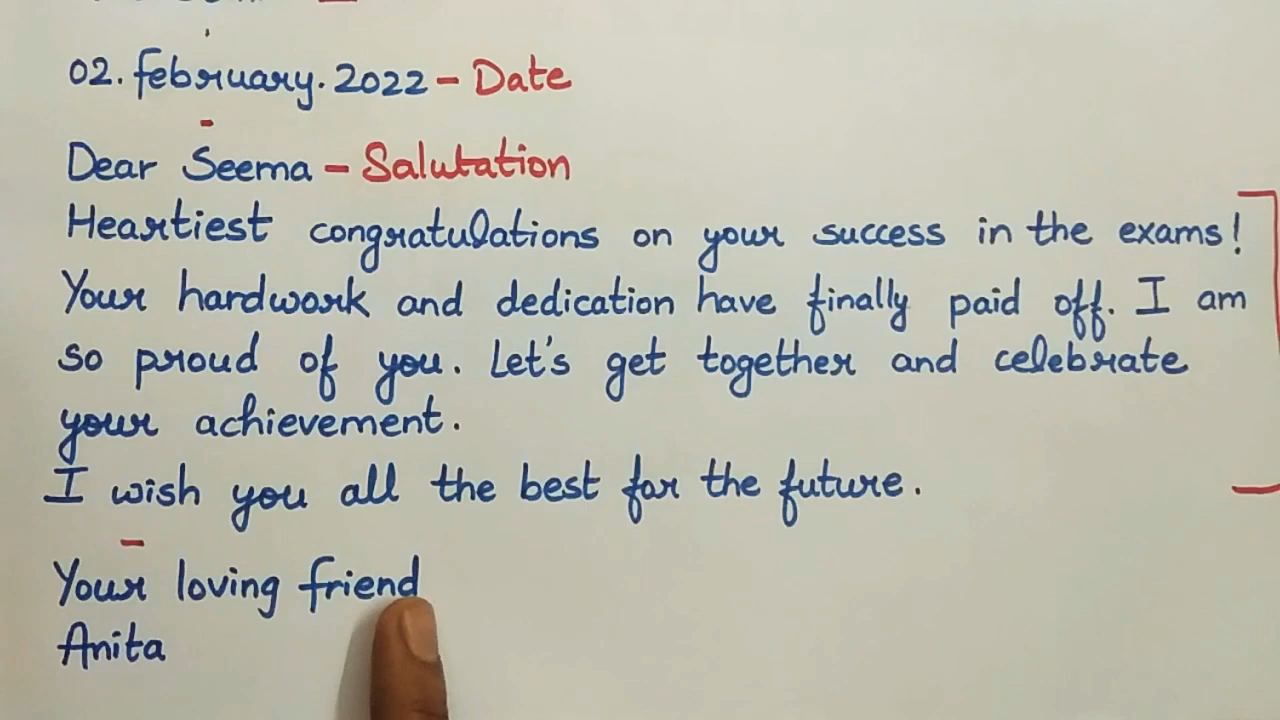 02. February. 2022 - Date
Dear Seema - Salutation
Heartiest congratulations on your success in the exams!
Your hardwork and dedication have finally paid off. I am
so proud of you. Let's get together and celebrate
your achievement.
I wish you all the best for the future.
Your loving friend
Anita